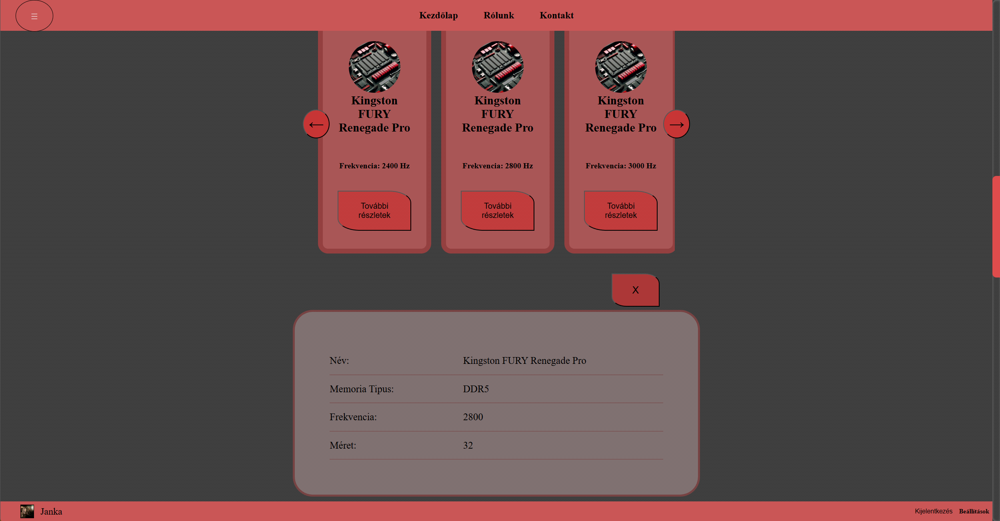 ☰
Kezdőlap Rólunk Kontakt
Kingston
FURY
Renegade Pro
Frekvencia: 2400 Hz
További
részletek
Kingston
FURY
Renegade Pro
Frekvencia: 2800 Hz
További
részletek
Kingston
FURY
Renegade Pro
Frekvencia: 3000 Hz
További
részletek
← →
X
Név: Kingston FURY Renegade Pro
Memoria Tipus: DDR5
Frekvencia: 2800
Méret: 32
Janka Kijelentkezés Beállítások